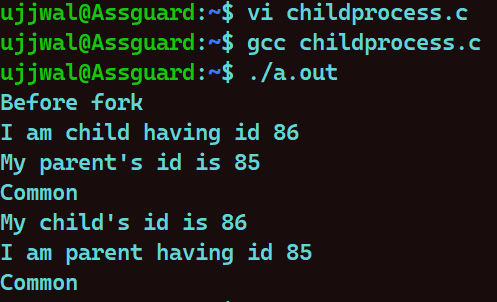 ujjwal@Assguard:~$ vi childprocess.c
ujjwal@Assguard:~$ gcc childprocess.c
ujjwal@Assguard:~$ ./a.out
Before fork
I am child having id 86
My parent's id is 85
Common
My child's id is 86
I am parent having id 85
Common